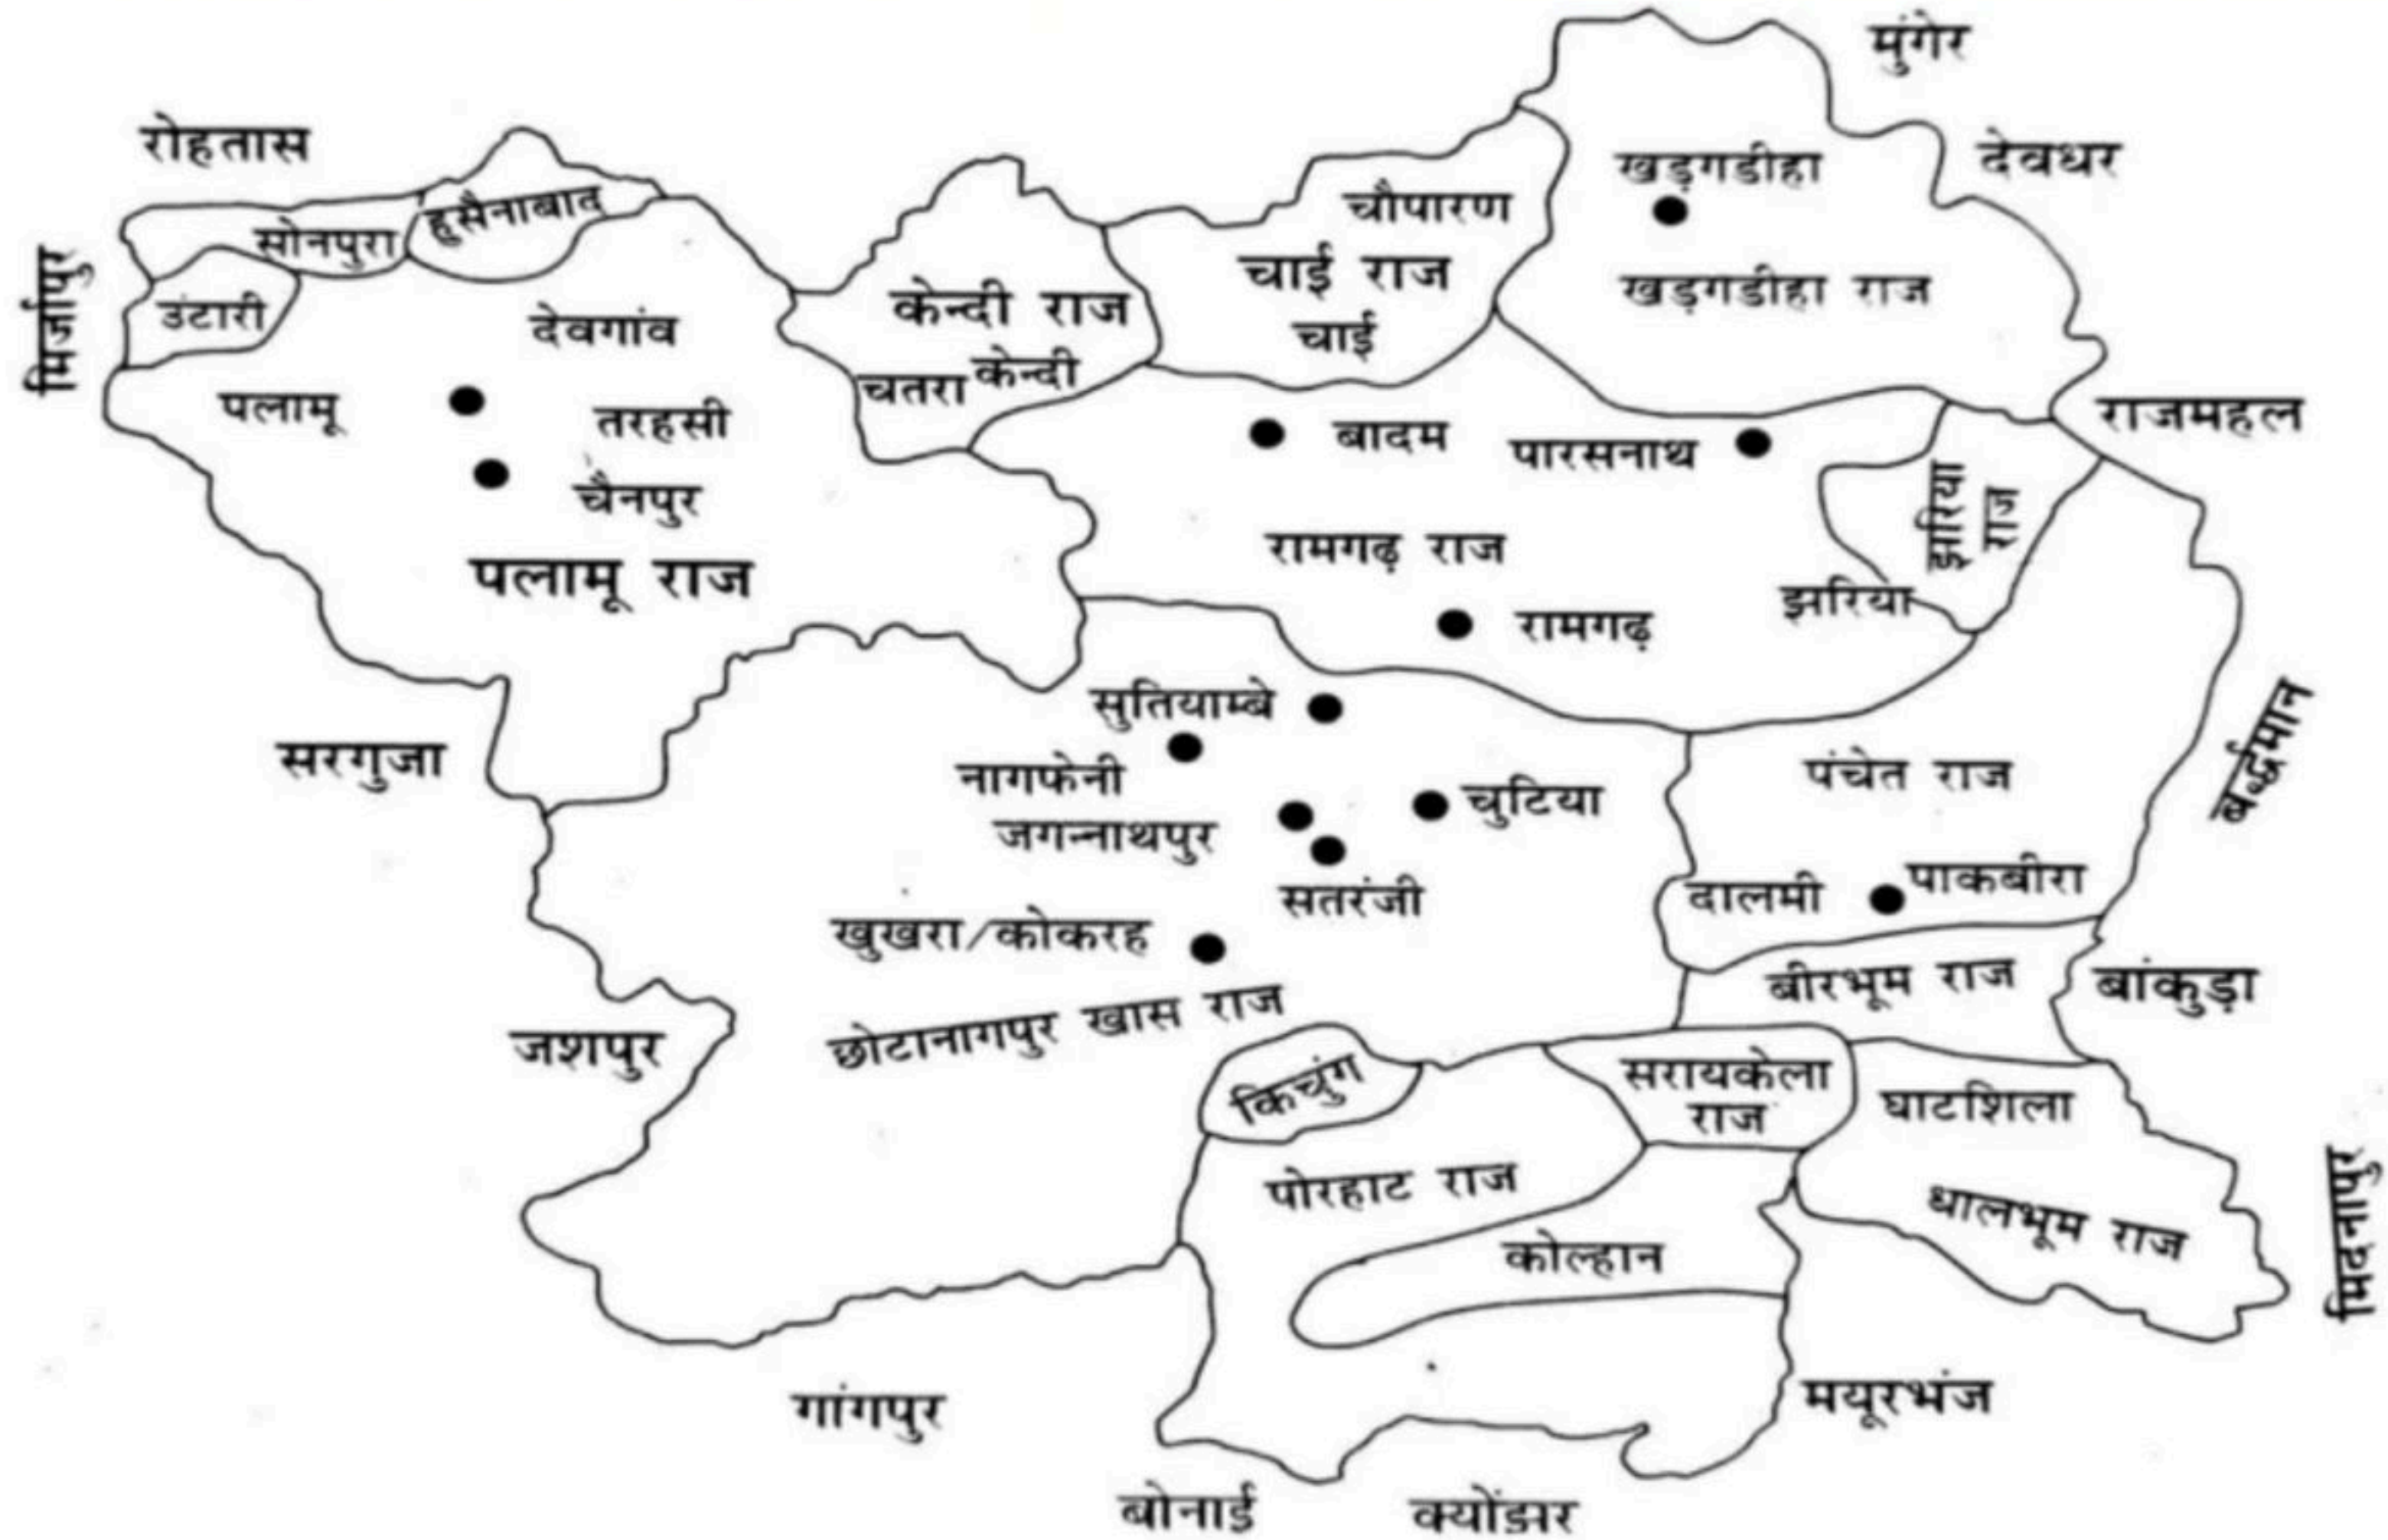 मुंगेर
रोहतास
देवधर
खड़गडीहा
चौपारण
हुसैनाबाद
सोनपुरा
मिर्जापुर
उंटारी
चाई राज
खड़गडीहा राज
केन्दी राज
देवगांव
चाई
केन्दी
चतरा
पलामू
तरहसी
राजमहल
बादम
पारसनाथ
चैनपुर
झरिया
राज
रामगढ़ राज
पलामू राज
झरिया
रामगढ़
सुतियाम्बे
सरगुजा
बर्द्धमान
नागफेनी
पंचेत राज
चुटिया
जगन्नाथपुर
सतरंजी
दालमी
पाकबीरा
खुखरा/कोकरह
बीरभूम राज
बांकुड़ा
छोटानागपुर खास राज
जशपुर
किचुंग
सरायकेला
राज
घाटशिला
पोरहाट राज
धालभूम राज
मिदनापुर
कोल्हान
गांगपुर
मयूरभंज
बोनाई
क्योंझर